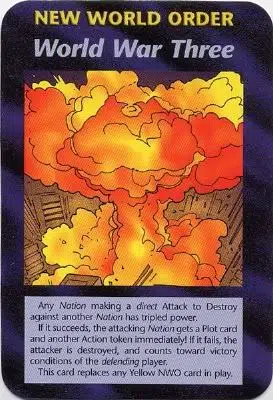 NEW WORLD ORDER
World War Three
Any Nation making a direct Attack to Destroy
against another Nation has tripled power.
If it succeeds, the attacking Nation gets a Plot card
and another Action token immediately! If it fails, the
attacker is destroyed, and counts toward victory
conditions of the defending player.
This card replaces any Yellow NWO card in play.